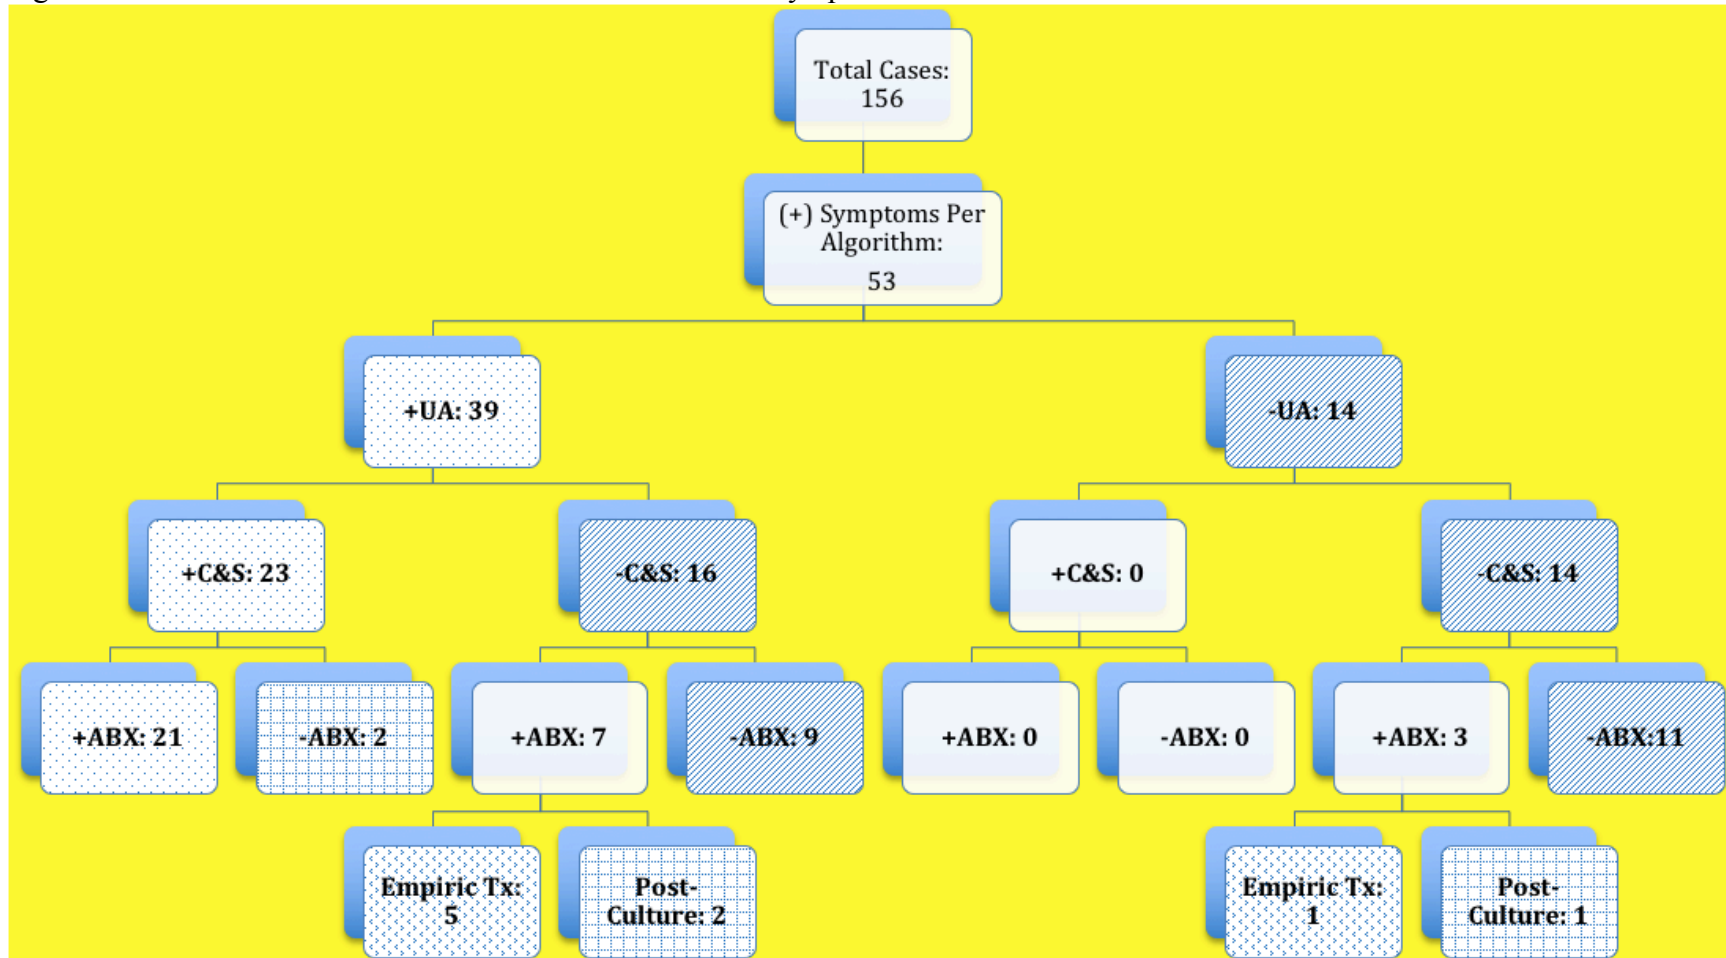 Total Cases:
156
(+) Symptoms Per
Algorithm:
53
+UA: 39
-UA: 14
+C&S: 23
-C&S: 16
+C&S: 0
-C&S: 14
+ABX: 21
-ABX: 2
+ABX: 7
-ABX: 9
+ABX: 0
-ABX: 0
+ABX: 3
-ABX:11
Empiric Tx:
5
Post-
Culture: 2
Empiric Tx:
1
Post-
Culture: 1